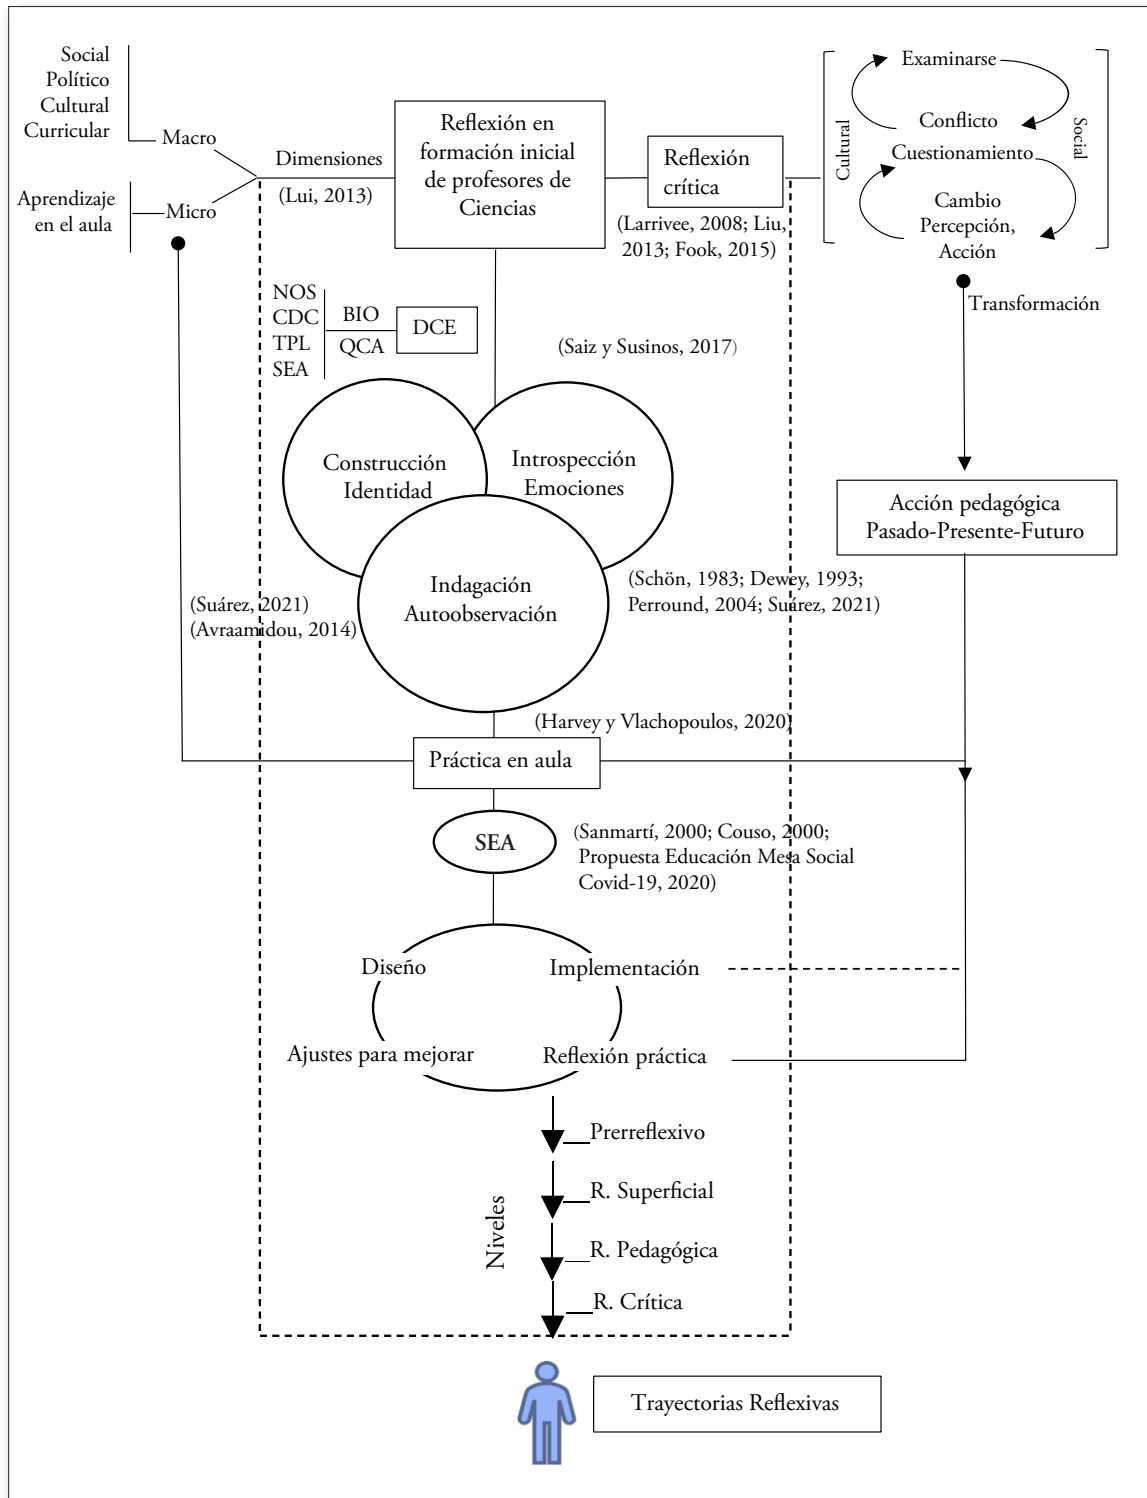 Social
Político
Cultural
Curricular
Macro
Aprendizaje
en el aula
Micro
Dimensiones
(Lui, 2013)
Reflexión en
formación inicial
de profesores de
Ciencias
Reflexión
crítica
(Larrivee, 2008; Liu,
2013; Fook, 2015)
Cultural
Examinarse
Conflicto
Cuestionamiento
Cambio
Percepción,
Acción
Social
Transformación
NOS
CDC
TPL
SEA
BIO
QCA
DCE
(Saiz y Susinos, 2017)
Construcción
Identidad
Introspección
Emociones
Indagación
Autoobservación
Acción pedagógica
Pasado-Presente-Futuro
(Suárez, 2021)
(Avraamidou, 2014)
(Schön, 1983; Dewey, 1993;
Perround, 2004; Suárez, 2021)
(Harvey y Vlachopoulos, 2020)
Práctica en aula
SEA
(Sanmartí, 2000; Couso, 2000;
Propuesta Educación Mesa Social
Covid-19, 2020)
Diseño
Implementación
Ajustes para mejorar
Reflexión práctica
Niveles
Prerreflexivo
R. Superficial
R. Pedagógica
R. Crítica
Trayectorias Reflexivas